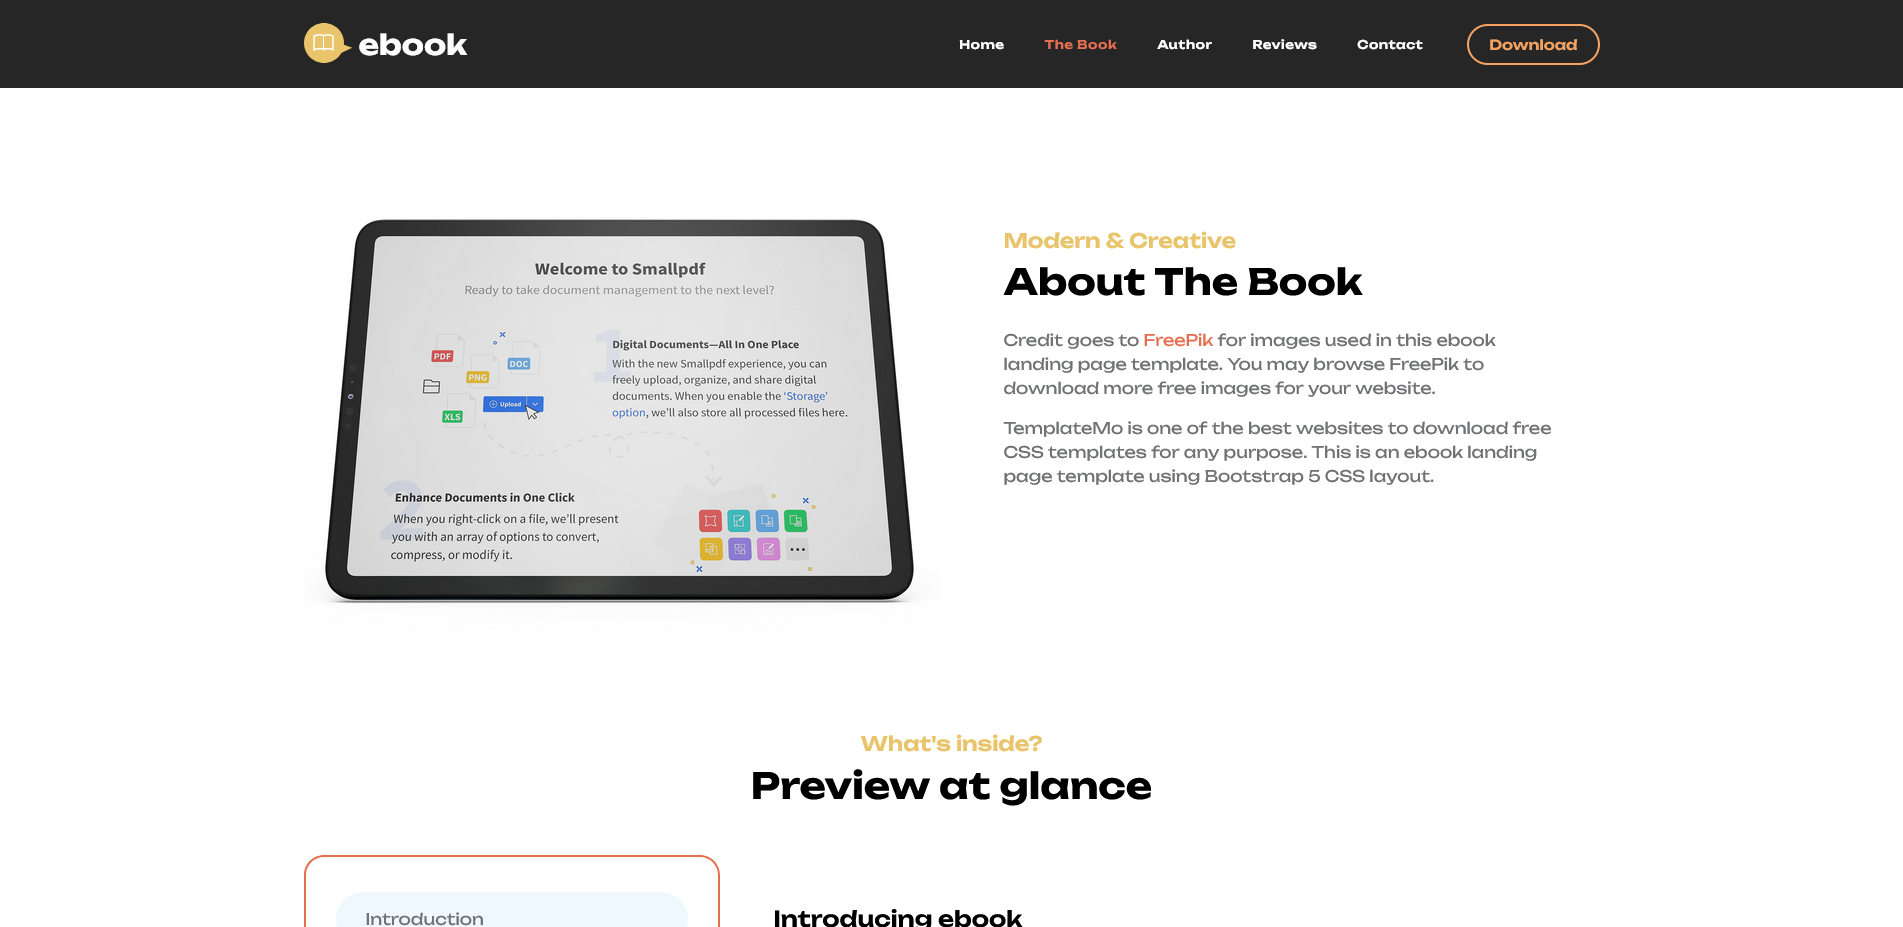 ebook
Home
The Book
Author
Reviews
Contact
Download
Welcome to Smallpdf
Ready to take document management to the next level?
PDF
DOC
PNG
XLS
Upload
1
Digital Documents—All In One Place
With the new Smallpdf experience, you can
freely upload, organize, and share digital
documents. When you enable the ‘Storage’
option, we’ll also store all processed files here.
2
Enhance Documents in One Click
When you right-click on a file, we’ll present
you with an array of options to convert,
compress, or modify it.
Modern & Creative
About The Book
Credit goes to FreePik for images used in this ebook
landing page template. You may browse FreePik to
download more free images for your website.
TemplateMo is one of the best websites to download free
CSS templates for any purpose. This is an ebook landing
page template using Bootstrap 5 CSS layout.
What's inside?
Preview at glance
Introduction
Introducing ebook